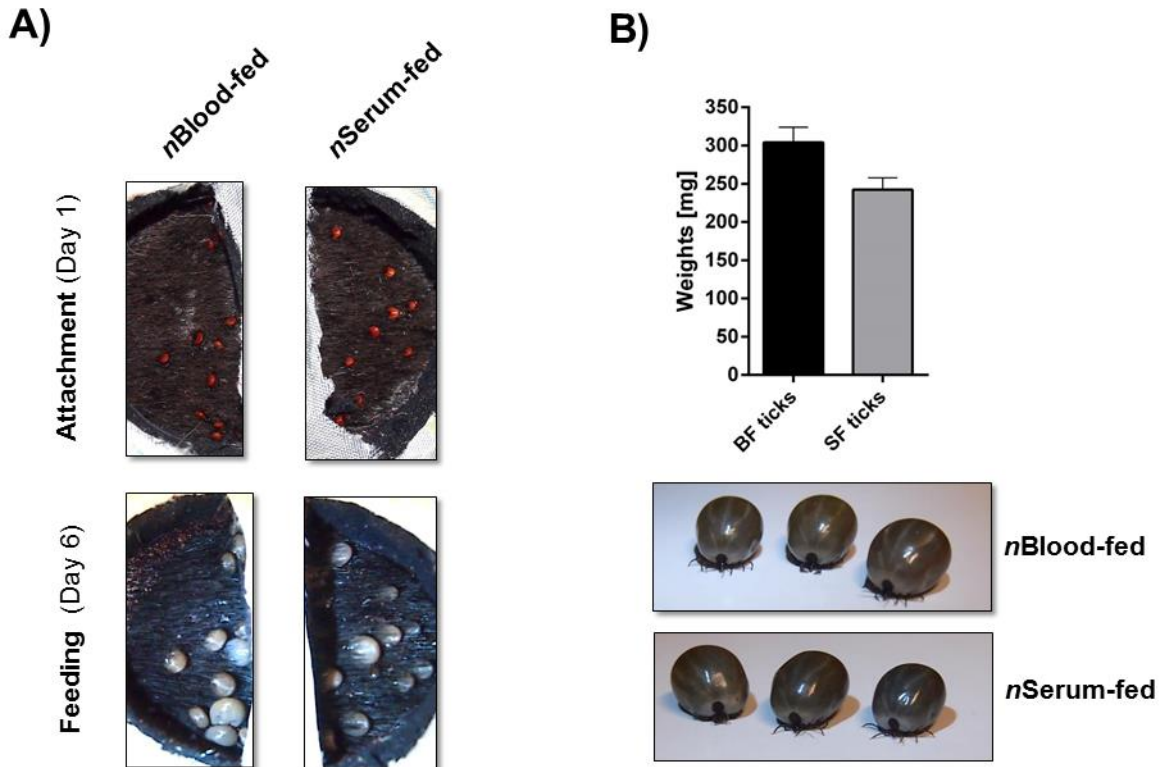 A)
nBlood-fed
nSerum-fed
Attachment (Day 1)
Feeding (Day 6)
B)
350
300
250
200
150
100
50
0
Weights [mg]
BF ticks
SF ticks
nBlood-fed
nSerum-fed